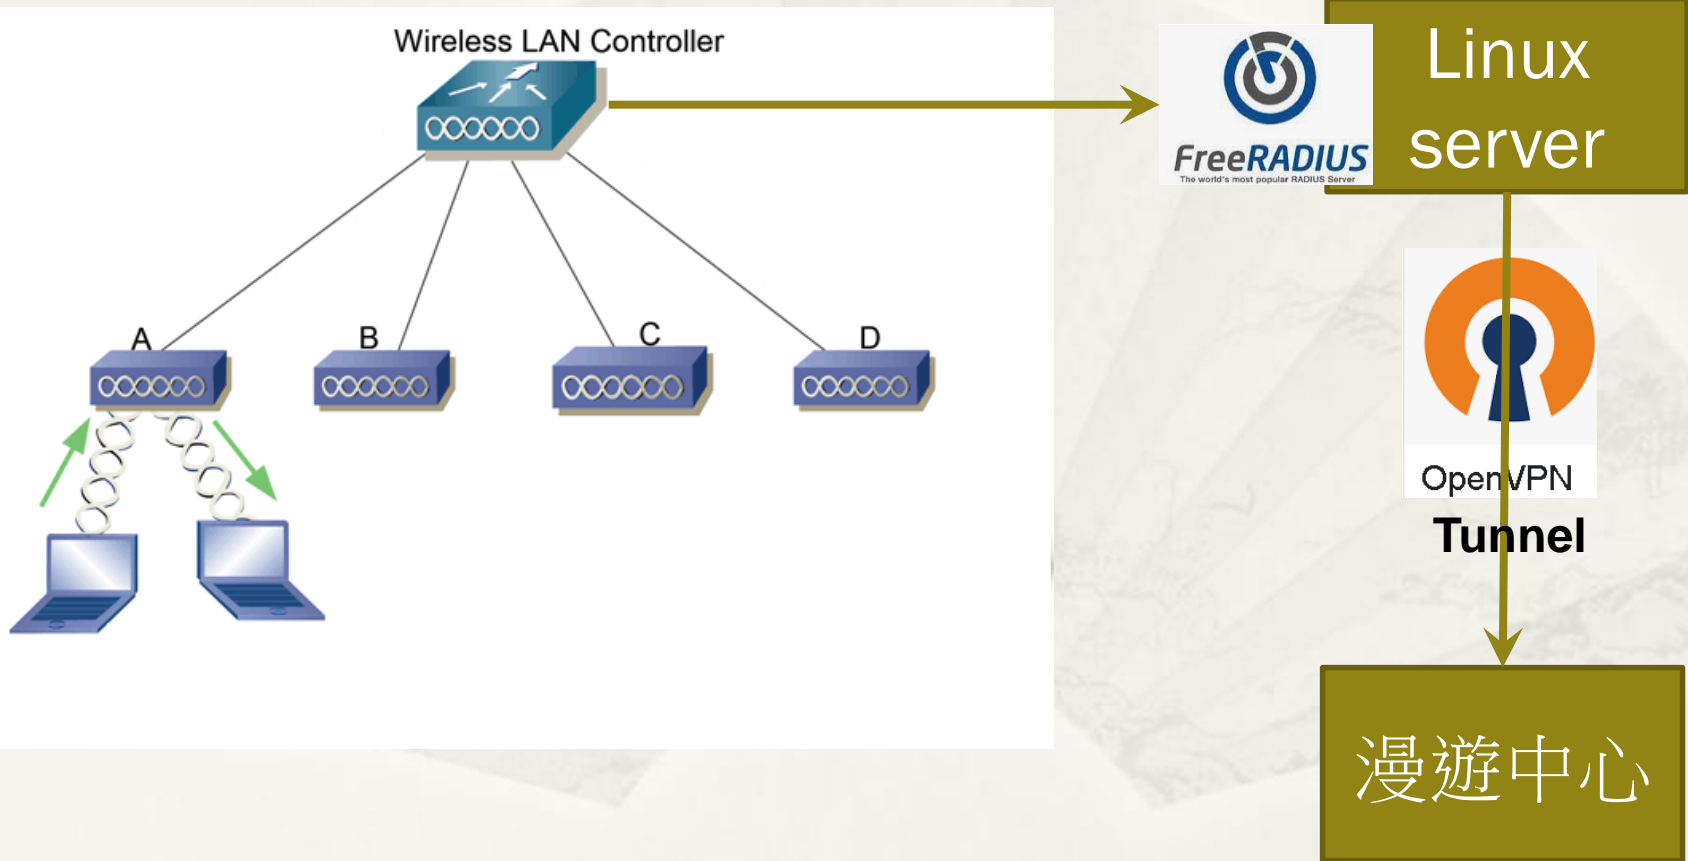 Wireless LAN Controller
A
B
C
D
FreeRADIUS
The world's most popular RADIUS Server
Linux
server
OpenVPN
Tunnel
漫遊中心